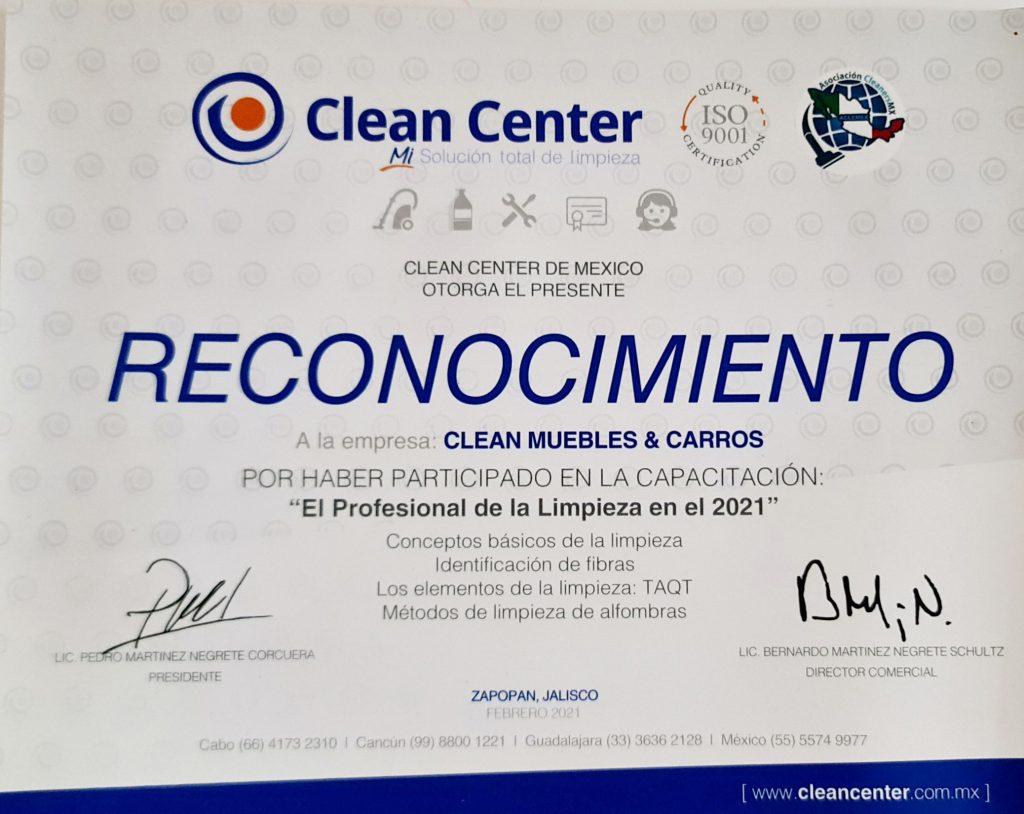 Clean Center
Mi Solución total de limpieza
QUALITY
ISO
9001
CERTIFICATION
Asociación CleanersMX
CLEAN CENTER DE MEXICO
OTORGA EL PRESENTE
RECONOCIMIENTO
A la empresa: CLEAN MUEBLES & CARROS
POR HABER PARTICIPADO EN LA CAPACITACIÓN:
“El Profesional de la Limpieza en el 2021”
Conceptos básicos de la limpieza
Identificación de fibras
Los elementos de la limpieza: TAQT
Métodos de limpieza de alfombras
LIC. PEDRO MARTINEZ NEGRETE CORCUERA
PRESIDENTE
LIC. BERNARDO MARTINEZ NEGRETE SCHULTZ
DIRECTOR COMERCIAL
ZAPOPAN, JALISCO
FEBRERO 2021
Cabo (66) 4173 2310 | Cancún (99) 8800 1221 | Guadalajara (33) 3636 2128 | México (55) 5574 9977
[ www.cleancenter.com.mx ]